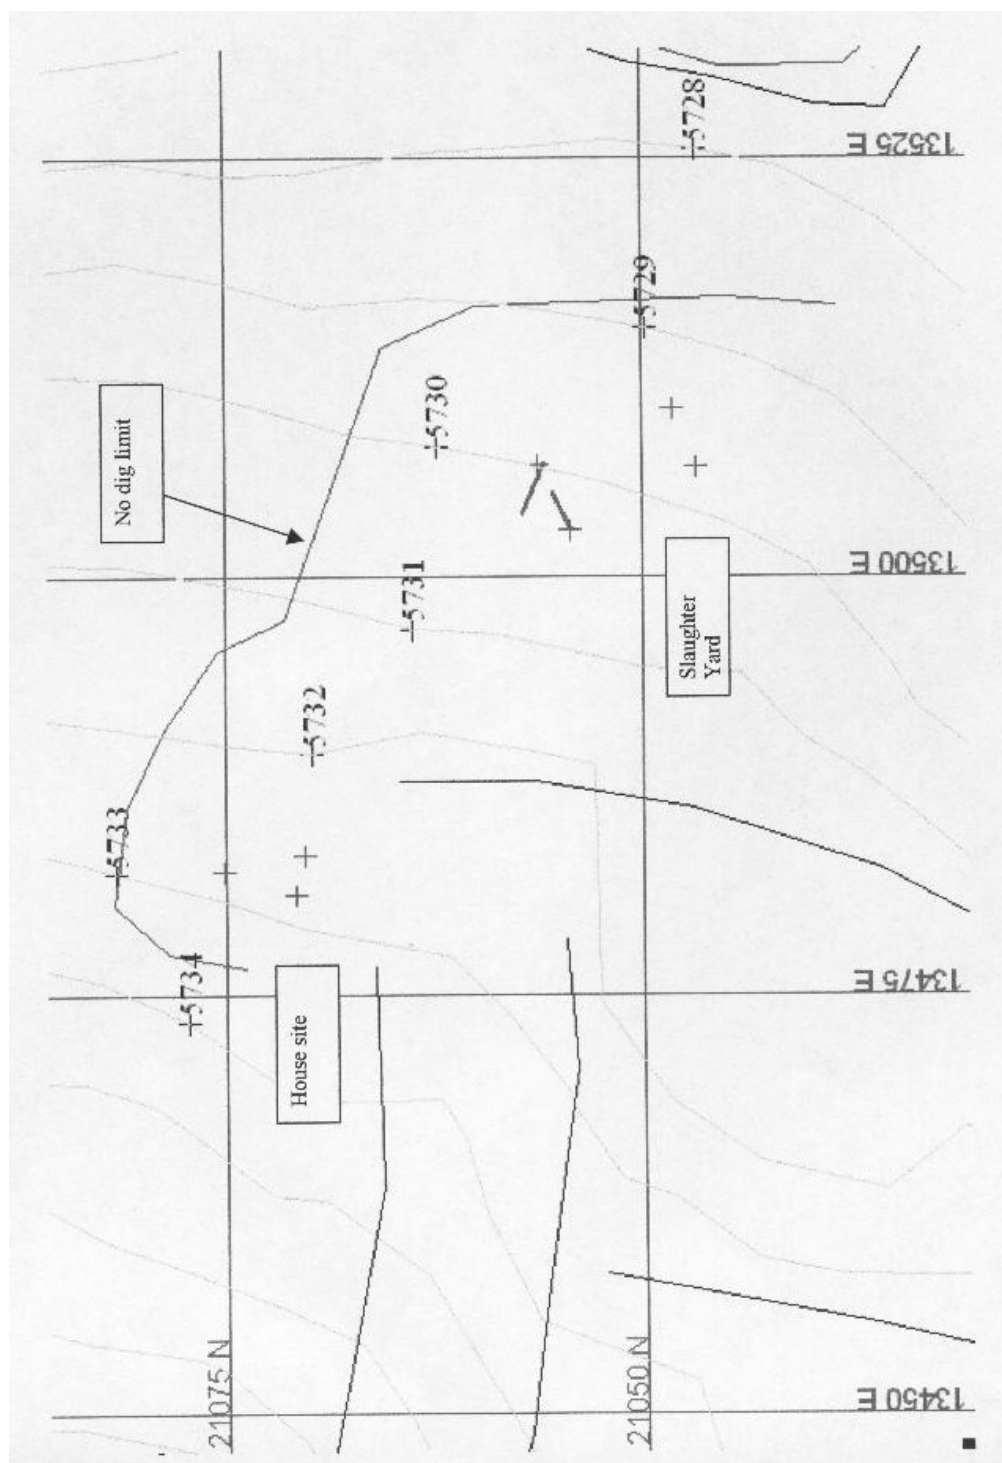 5728
13525 E
5729
5730
No dig limit
13500 E
5731
Slaughter
Yard
5732
5733
5734
13475 E
House site
21075 N
21050 N
13450 E